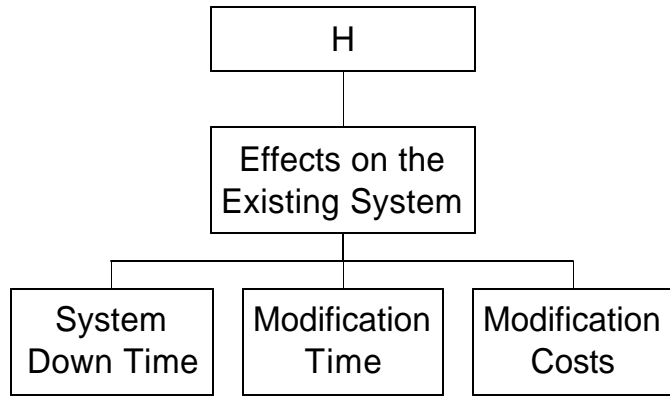 H
Effects on the
Existing System
System
Down Time
Modification
Time
Modification
Costs